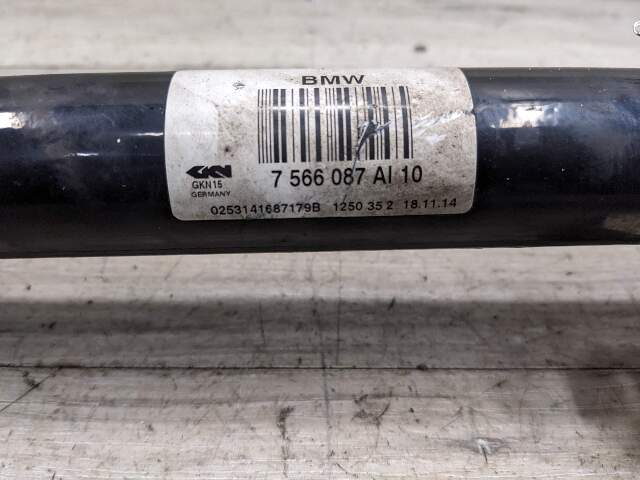 BMW
7 566 087 AI 10
GKN
GKN15
GERMANY
0253141687179B 1250 35 2 18.11.14